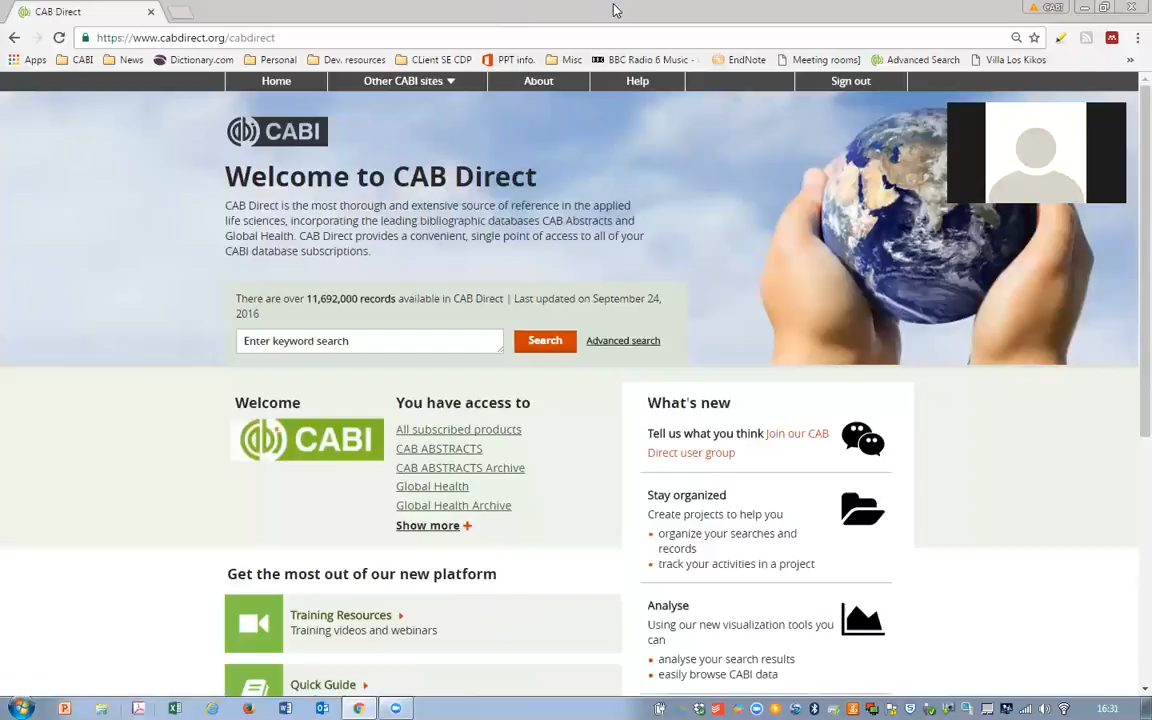 CAB Direct
CABI
https://www.cabdirect.org/cabdirect
Apps CABI News Dictionary.com Personal Dev. resources CLient SE CDP PPT info. Misc BBC Radio 6 Music - EndNote Meeting rooms] Advanced Search Villa Los Kikos »
Home Other CABI sites About Help Sign out
CABI
Welcome to CAB Direct
CAB Direct is the most thorough and extensive source of reference in the applied
life sciences, incorporating the leading bibliographic databases CAB Abstracts and
Global Health. CAB Direct provides a convenient, single point of access to all of your
CABI database subscriptions.
There are over 11,692,000 records available in CAB Direct | Last updated on September 24,
2016
Enter keyword search Search Advanced search
Welcome
CABI
You have access to
All subscribed products
CAB ABSTRACTS
CAB ABSTRACTS Archive
Global Health
Global Health Archive
Show more +
What's new
Tell us what you think Join our CAB
Direct user group
Stay organized
Create projects to help you
organize your searches and
records
track your activities in a project
Analyse
Using our new visualization tools you
can
analyse your search results
easily browse CABI data
Get the most out of our new platform
Training Resources
Training videos and webinars
Quick Guide
16:31